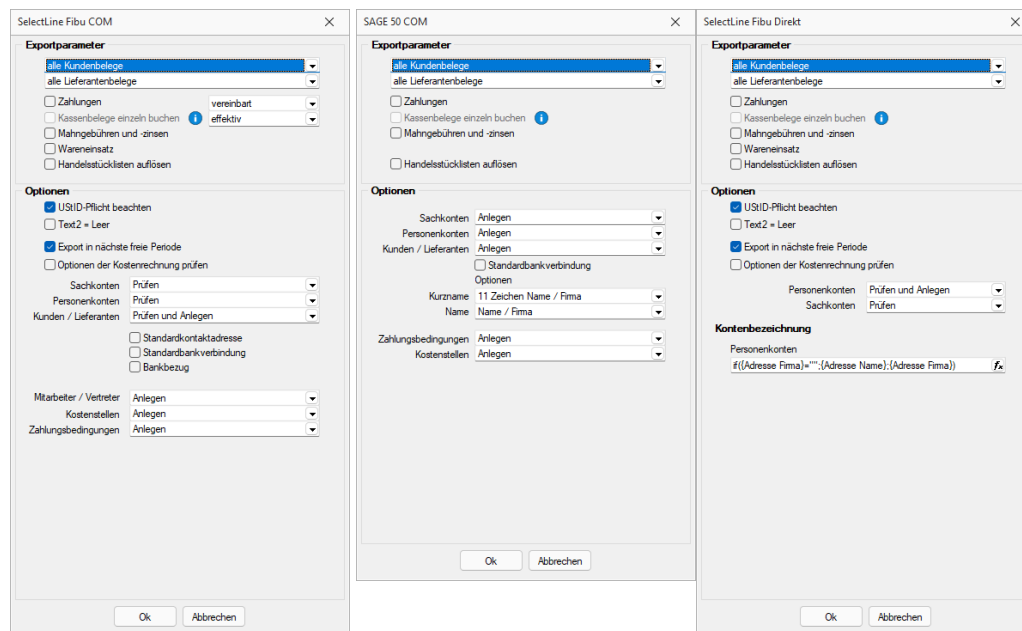 SelectLine Fibu COM
Exportparameter
alle Kundenbelege
alle Lieferantenbelege
Zahlungen
vereinbart
Kassenbelege einzeln buchen
effektiv
Mahngebühren und -zinsen
Wareneinsatz
Handelsstücklisten auflösen
Optionen
UStID-Pflicht beachten
Text2 = Leer
Export in nächste freie Periode
Optionen der Kostenrechnung prüfen
Sachkonten Prüfen
Personenkonten Prüfen
Kunden / Lieferanten Prüfen und Anlegen
Standardkontaktadresse
Standardbankverbindung
Bankbezug
Mitarbeiter / Vertreter Anlegen
Kostenstellen Anlegen
Zahlungsbedingungen Anlegen
Ok Abbrechen
SAGE 50 COM
Exportparameter
alle Kundenbelege
alle Lieferantenbelege
Zahlungen
Kassenbelege einzeln buchen
Mahngebühren und -zinsen
Handelsstücklisten auflösen
Optionen
Sachkonten Anlegen
Personenkonten Anlegen
Kunden / Lieferanten Anlegen
Standardbankverbindung
Optionen
Kurzname 11 Zeichen Name / Firma
Name Name / Firma
Zahlungsbedingungen Anlegen
Kostenstellen Anlegen
Ok Abbrechen
SelectLine Fibu Direkt
Exportparameter
alle Kundenbelege
alle Lieferantenbelege
Zahlungen
Kassenbelege einzeln buchen
Mahngebühren und -zinsen
Wareneinsatz
Handelsstücklisten auflösen
Optionen
UStID-Pflicht beachten
Text2 = Leer
Export in nächste freie Periode
Optionen der Kostenrechnung prüfen
Personenkonten Prüfen und Anlegen
Sachkonten Prüfen
Kontenbezeichnung
Personenkonten
if({Adresse Firma}="";{Adresse Name};{Adresse Firma}) fx
Ok Abbrechen